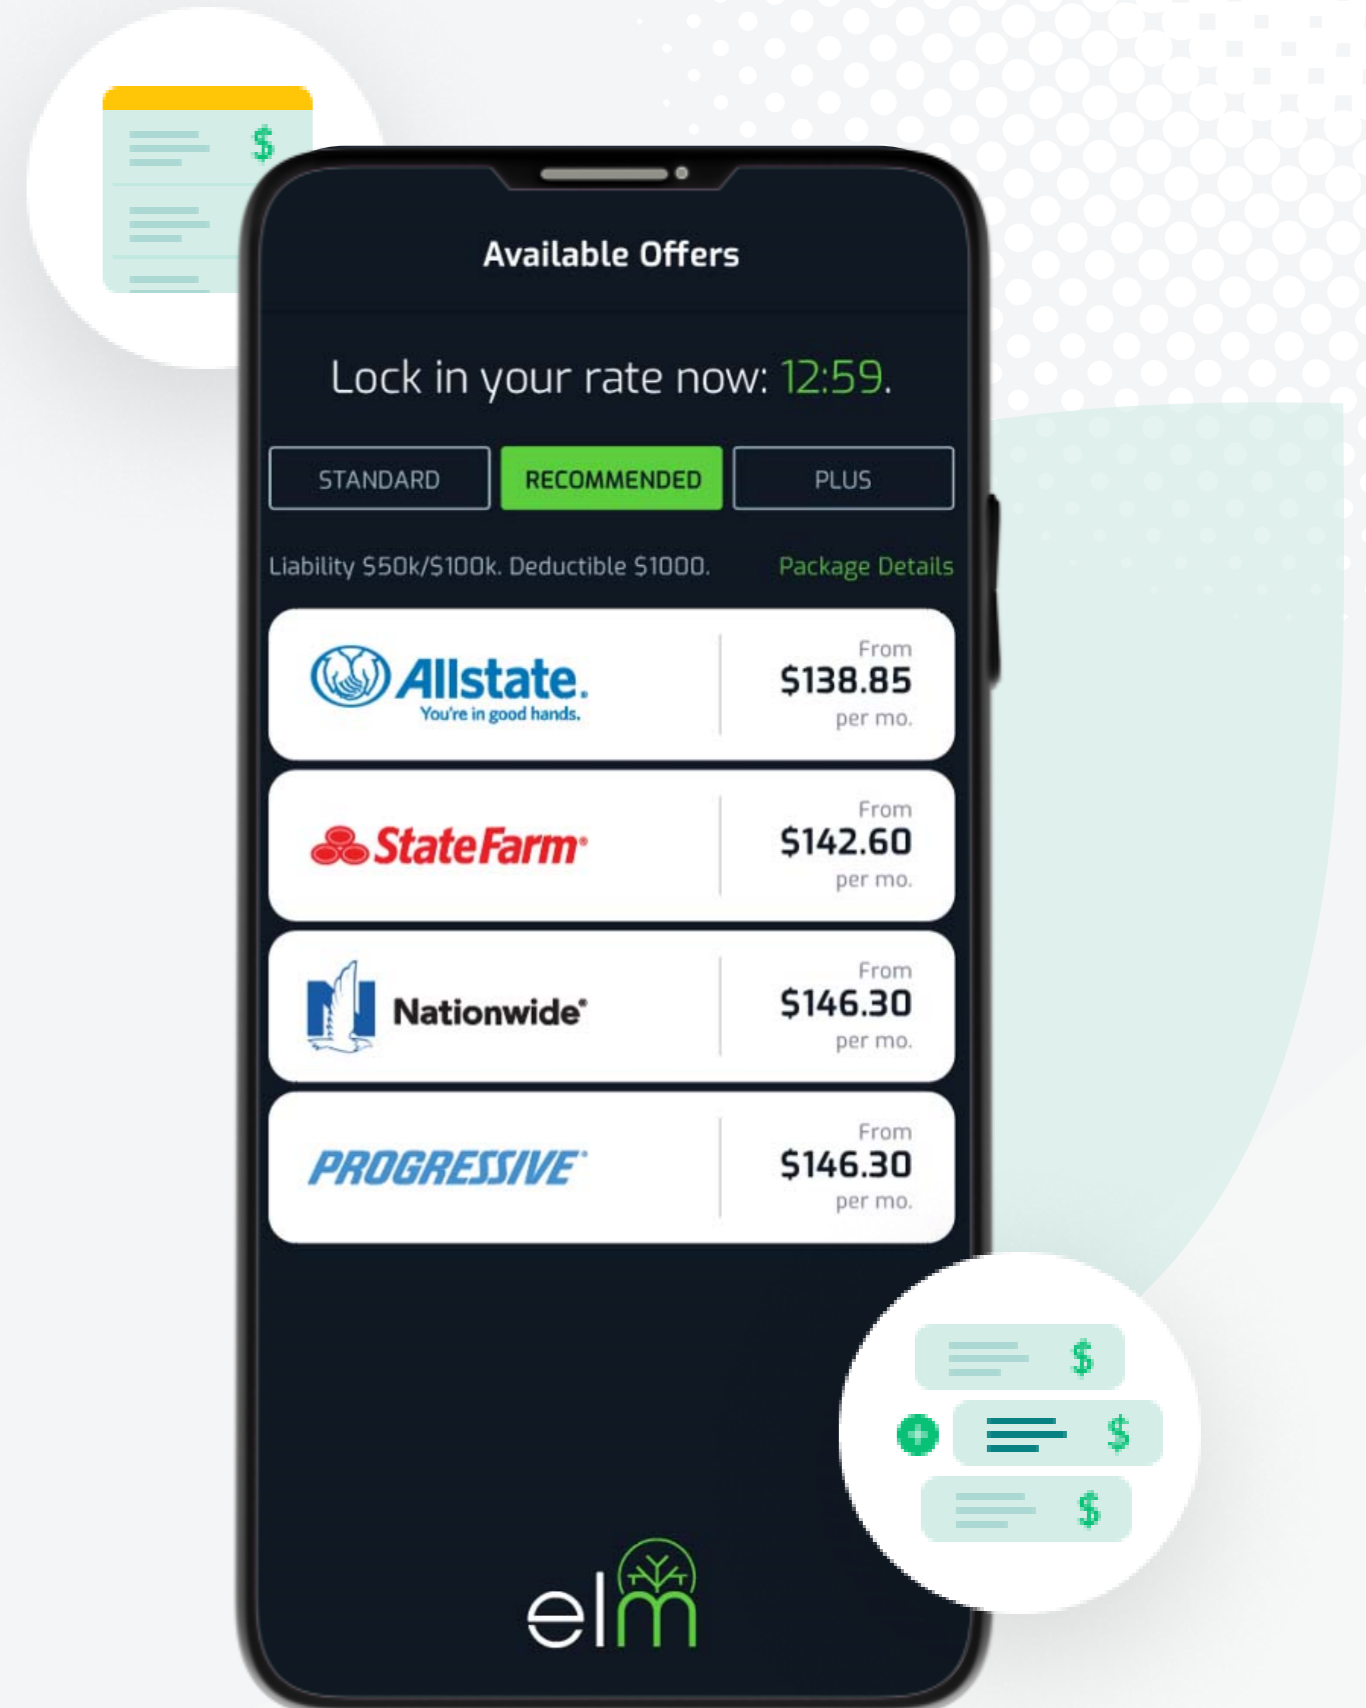 $
Available Offers
Lock in your rate now: 12:59.
STANDARD
RECOMMENDED
PLUS
Liability $50k/$100k. Deductible $1000.
Package Details
Allstate.
You're in good hands.
From
$138.85
per mo.
StateFarm®
From
$142.60
per mo.
N
Nationwide®
From
$146.30
per mo.
PROGRESSIVE®
From
$146.30
per mo.
$
$
$
elm